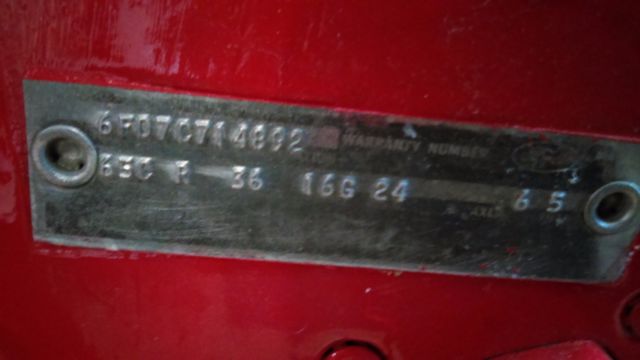 6F07C714892 WARRANTY NUMBER
63C R 36 16G 24 6 5